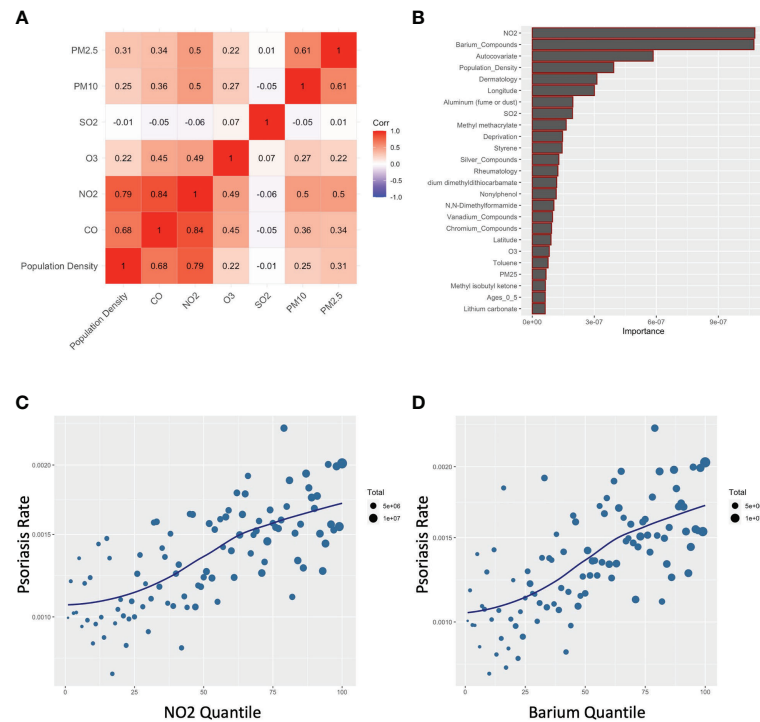 A
PM2.5 0.31 0.34 0.5 0.22 0.01 0.61 1
PM10 0.25 0.36 0.5 0.27 -0.05 1 0.61
SO2 -0.01 -0.05 -0.06 0.07 1 -0.05 0.01
O3 0.22 0.45 0.49 1 0.07 0.27 0.22
NO2 0.79 0.84 1 0.49 -0.06 0.5 0.5
CO 0.68 1 0.84 0.45 -0.05 0.36 0.34
Population Density 1 0.68 0.79 0.22 -0.01 0.25 0.31
Population Density CO NO2 O3 SO2 PM10 PM2.5
Corr
1.0
0.5
0.0
-0.5
-1.0
B
NO2
Barium_Compounds
Autocovariate
Population_Density
Dermatology
Longitude
Aluminum (fume or dust)
SO2
Methyl methacrylate
Deprivation
Styrene
Silver_Compounds
Rheumatology
dium dimethyldithiocarbamate
Nonylphenol
N,N-Dimethylformamide
Vanadium_Compounds
Chromium_Compounds
Latitude
O3
Toluene
PM25
Methyl isobutyl ketone
Ages_0_5
Lithium carbonate
0e+00 3e-07 6e-07 9e-07
Importance
C
Psoriasis Rate
0.0020
0.0015
0.0010
0 25 50 75 100
NO2 Quantile
Total
5e+06
1e+07
D
Psoriasis Rate
0.0020
0.0015
0.0010
0 25 50 75 100
Barium Quantile
Total
5e+0
1e+0